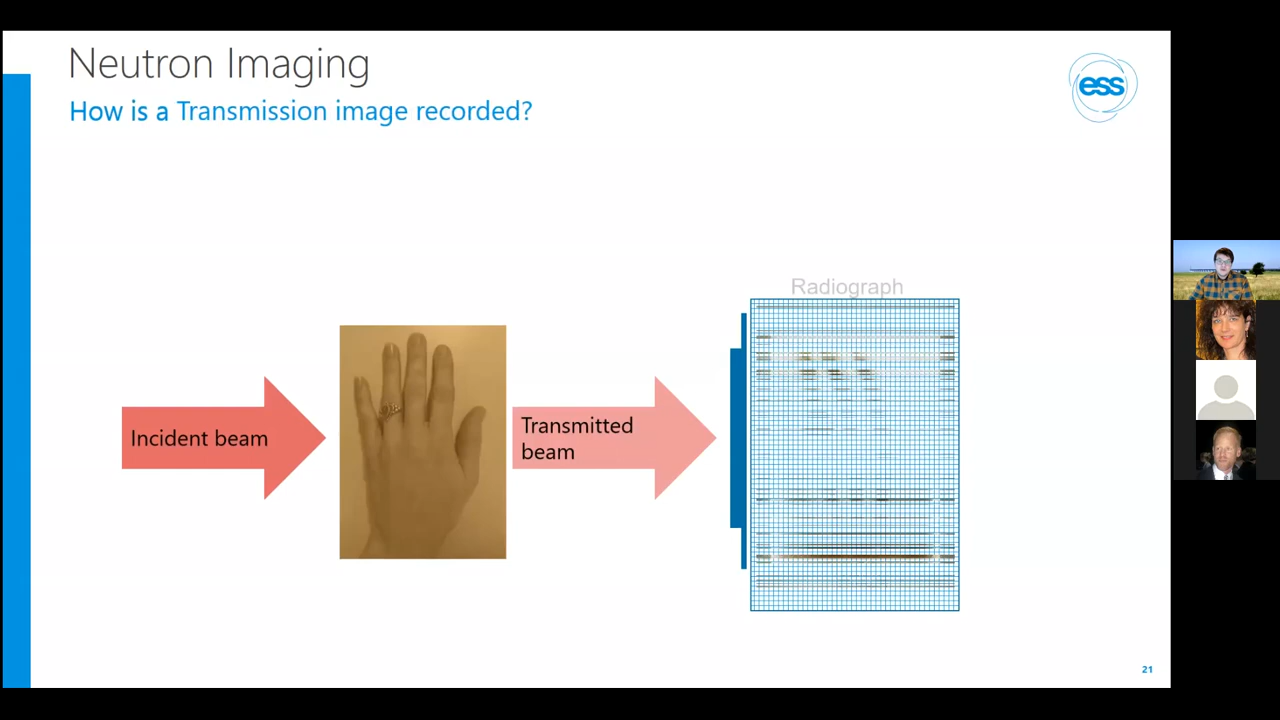 Neutron Imaging
How is a Transmission image recorded?
ess
Radiograph
Incident beam
Transmitted
beam
21